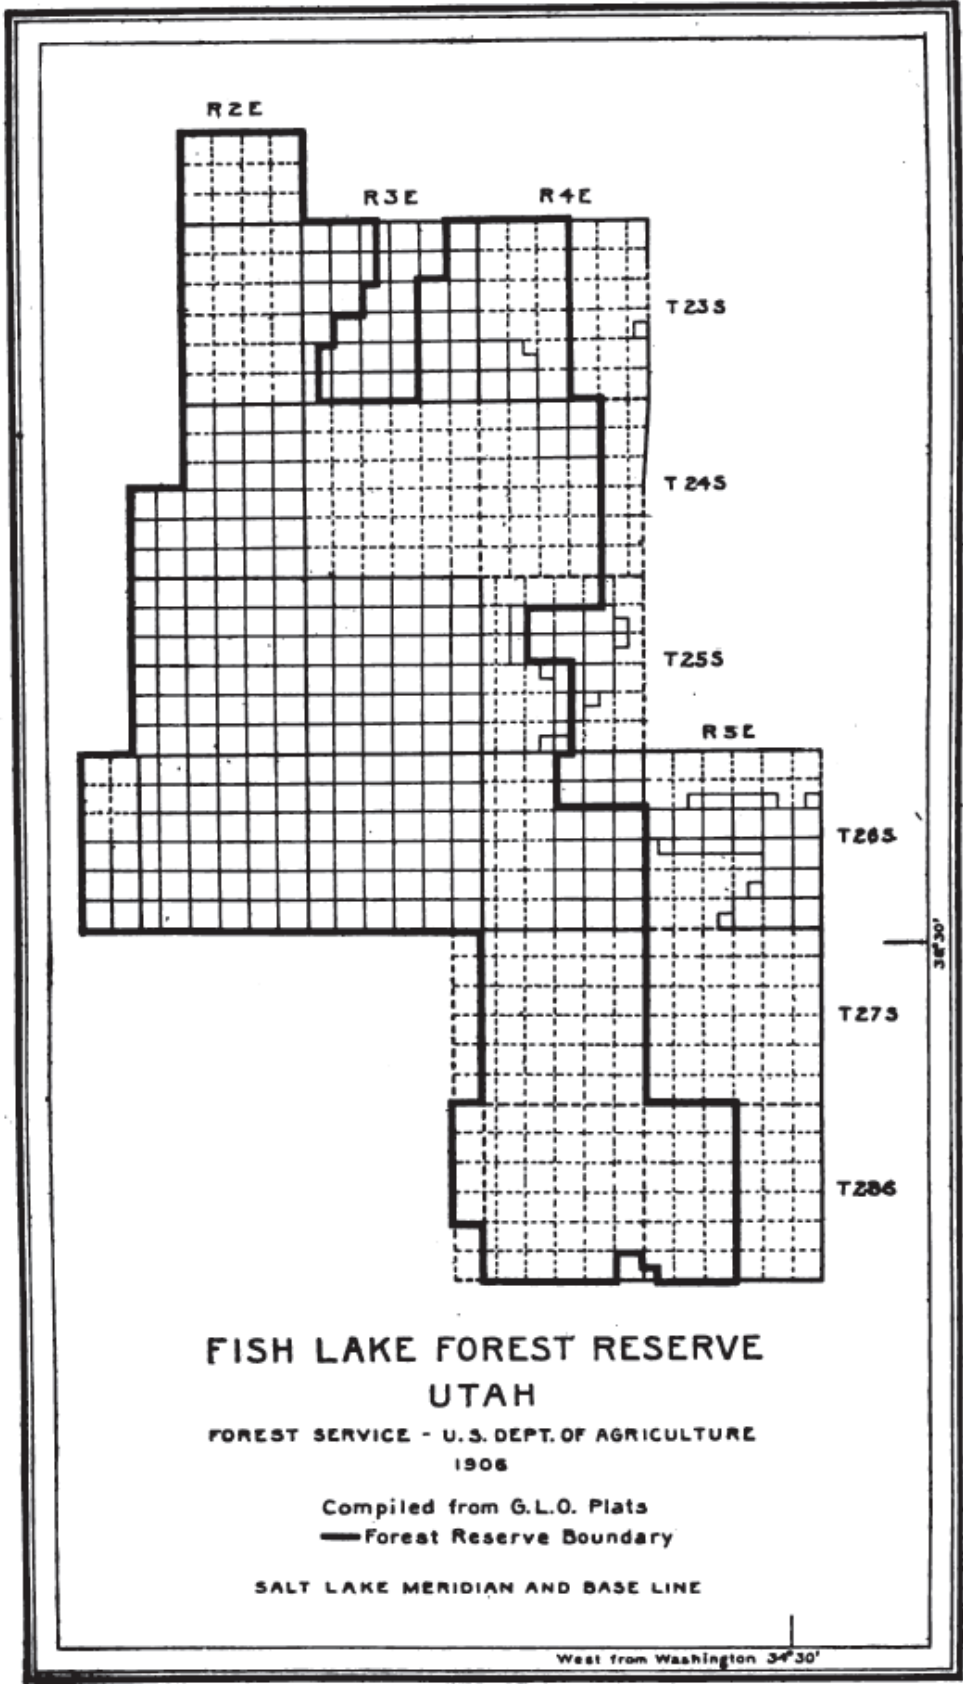 R2E
R3E
R4E
T23S
T24S
T25S
R5E
T26S
38°30'
T27S
T28S
FISH LAKE FOREST RESERVE
UTAH
FOREST SERVICE - U.S. DEPT. OF AGRICULTURE
1906
Compiled from G.L.O. Plats
Forest Reserve Boundary
SALT LAKE MERIDIAN AND BASE LINE
West from Washington 34°30'